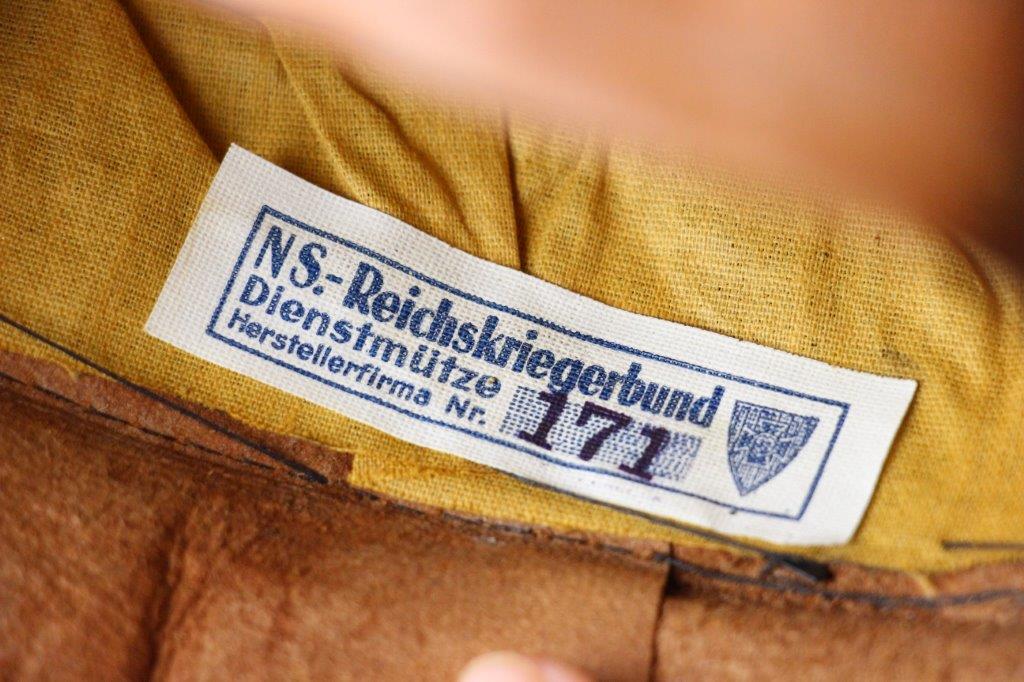 NS.-Reichskriegerbund
Dienstmütze
Herstellerfirma Nr. 171